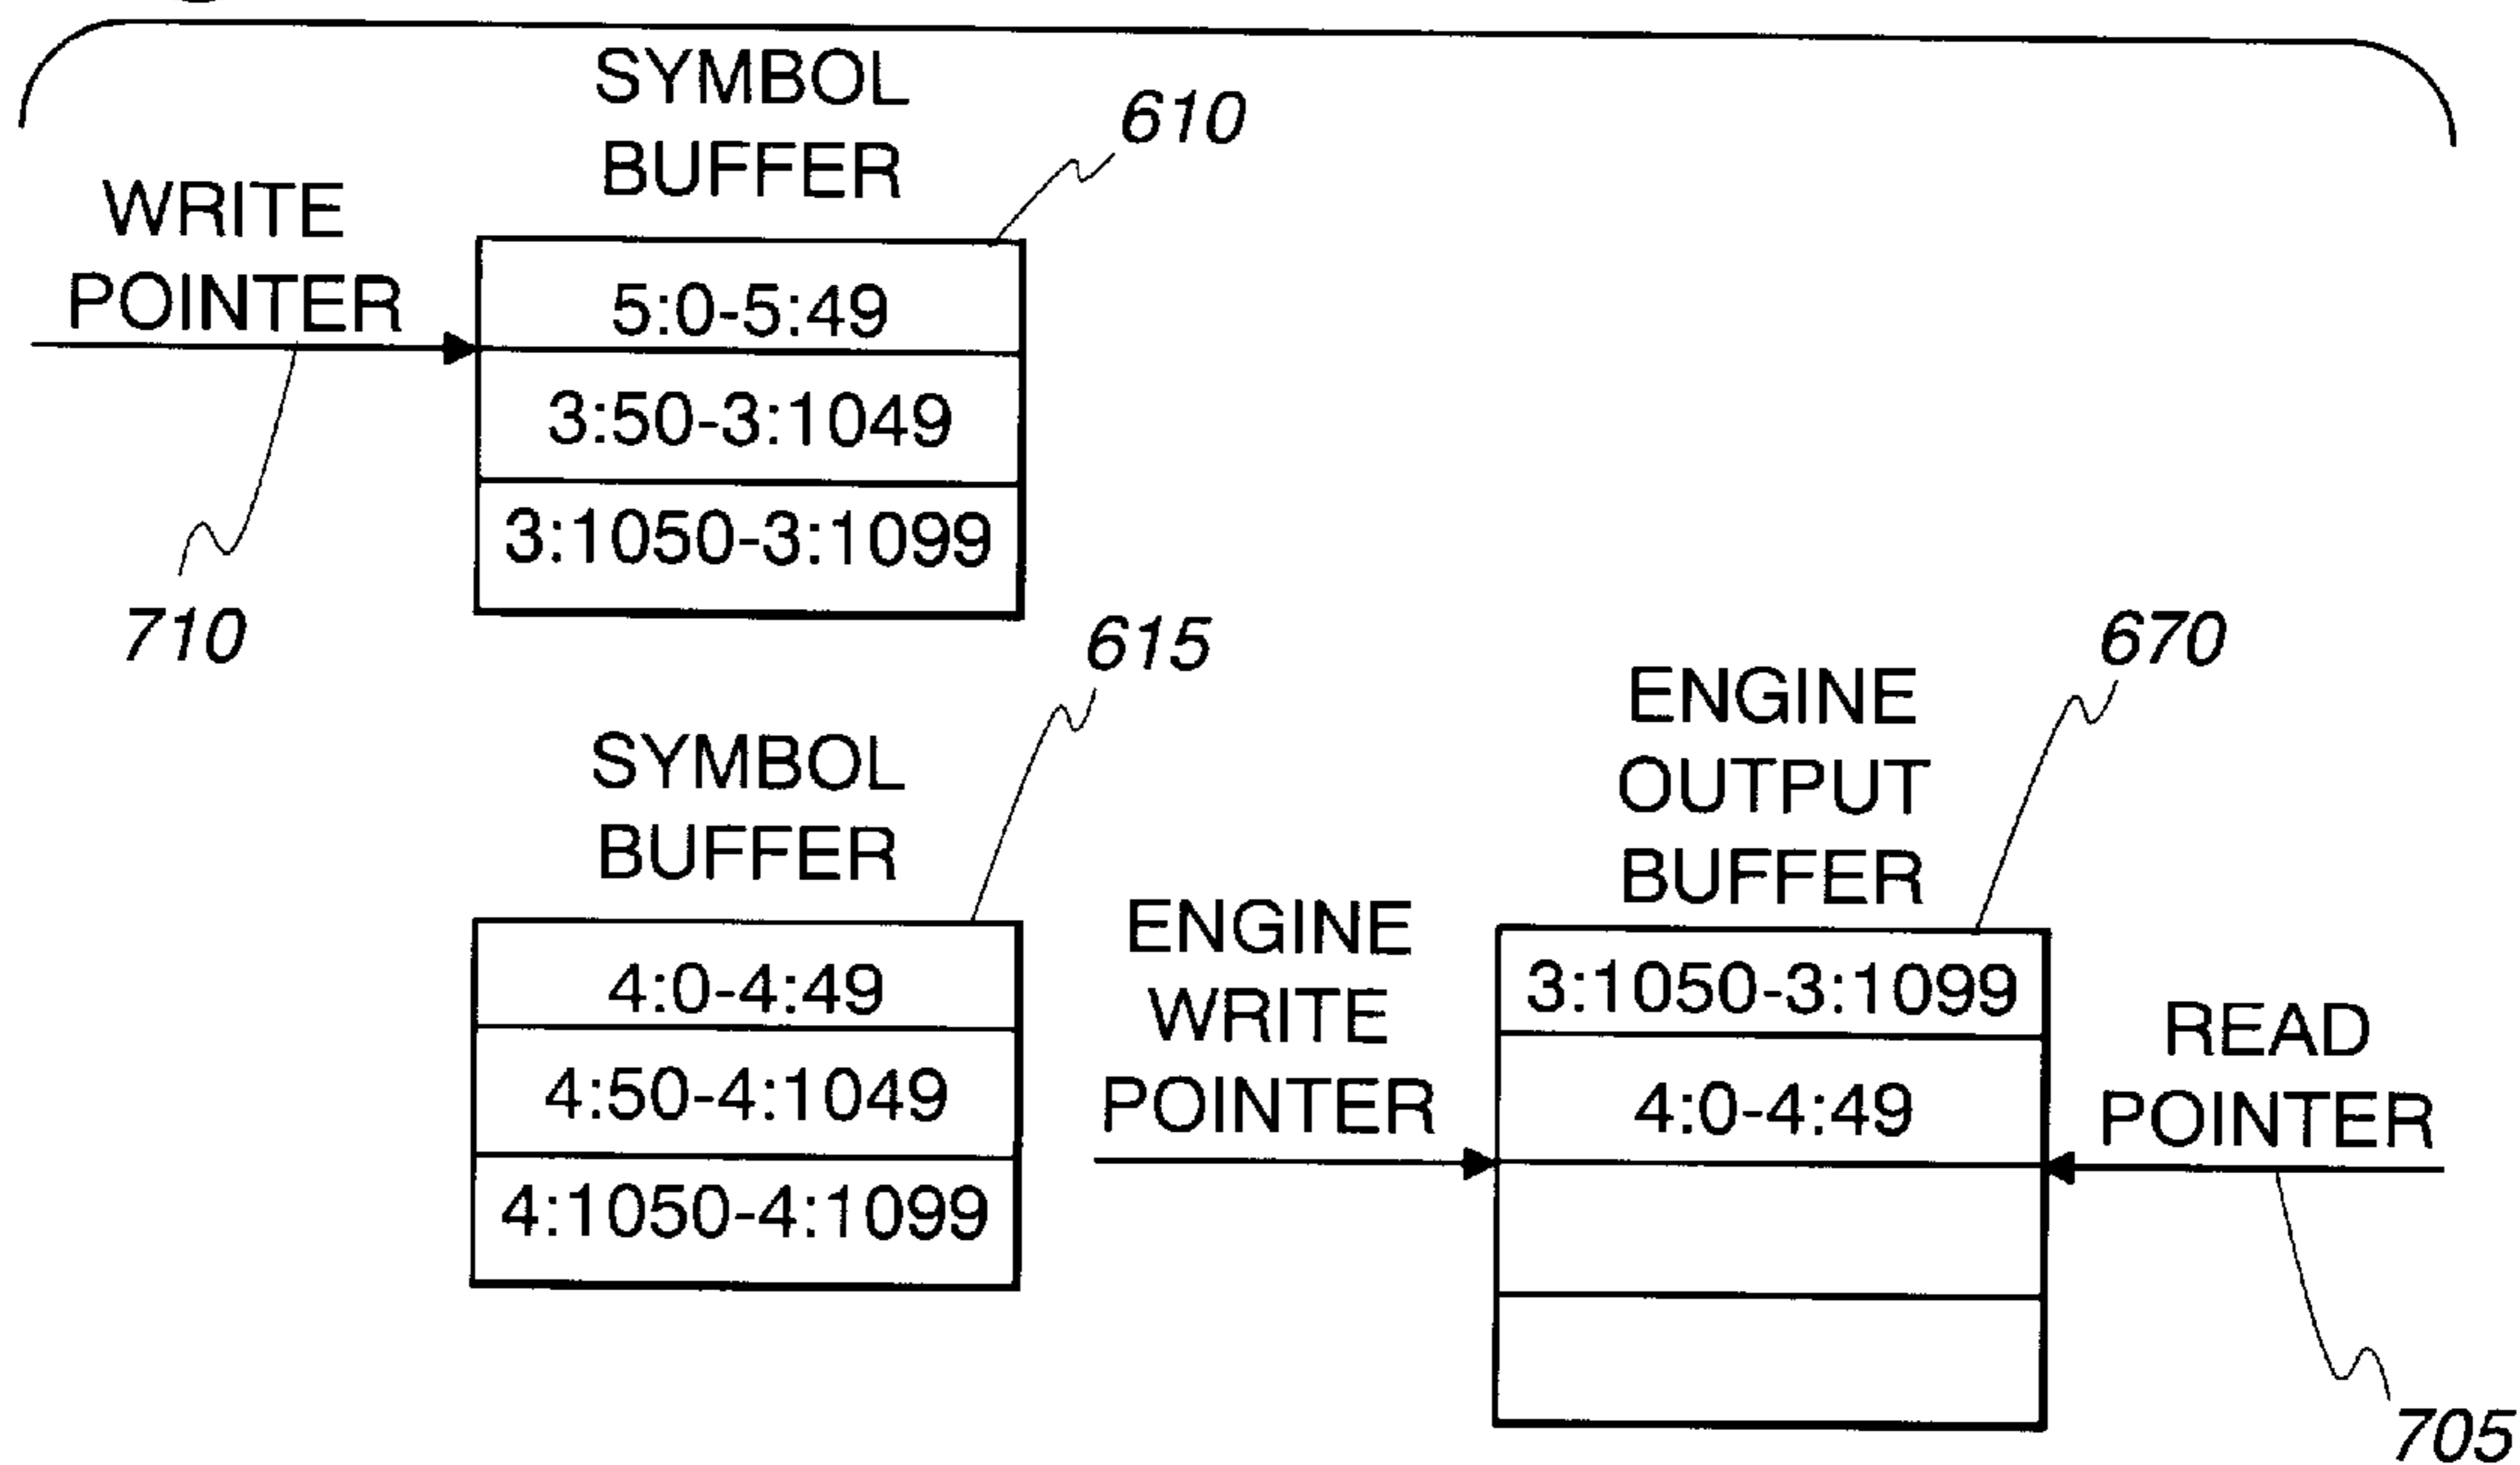 SYMBOL
BUFFER
610
WRITE
POINTER
5:0-5:49
3:50-3:1049
3:1050-3:1099
710
615
SYMBOL
BUFFER
4:0-4:49
4:50-4:1049
4:1050-4:1099
670
ENGINE
OUTPUT
BUFFER
ENGINE
WRITE
POINTER
3:1050-3:1099
4:0-4:49
READ
POINTER
705